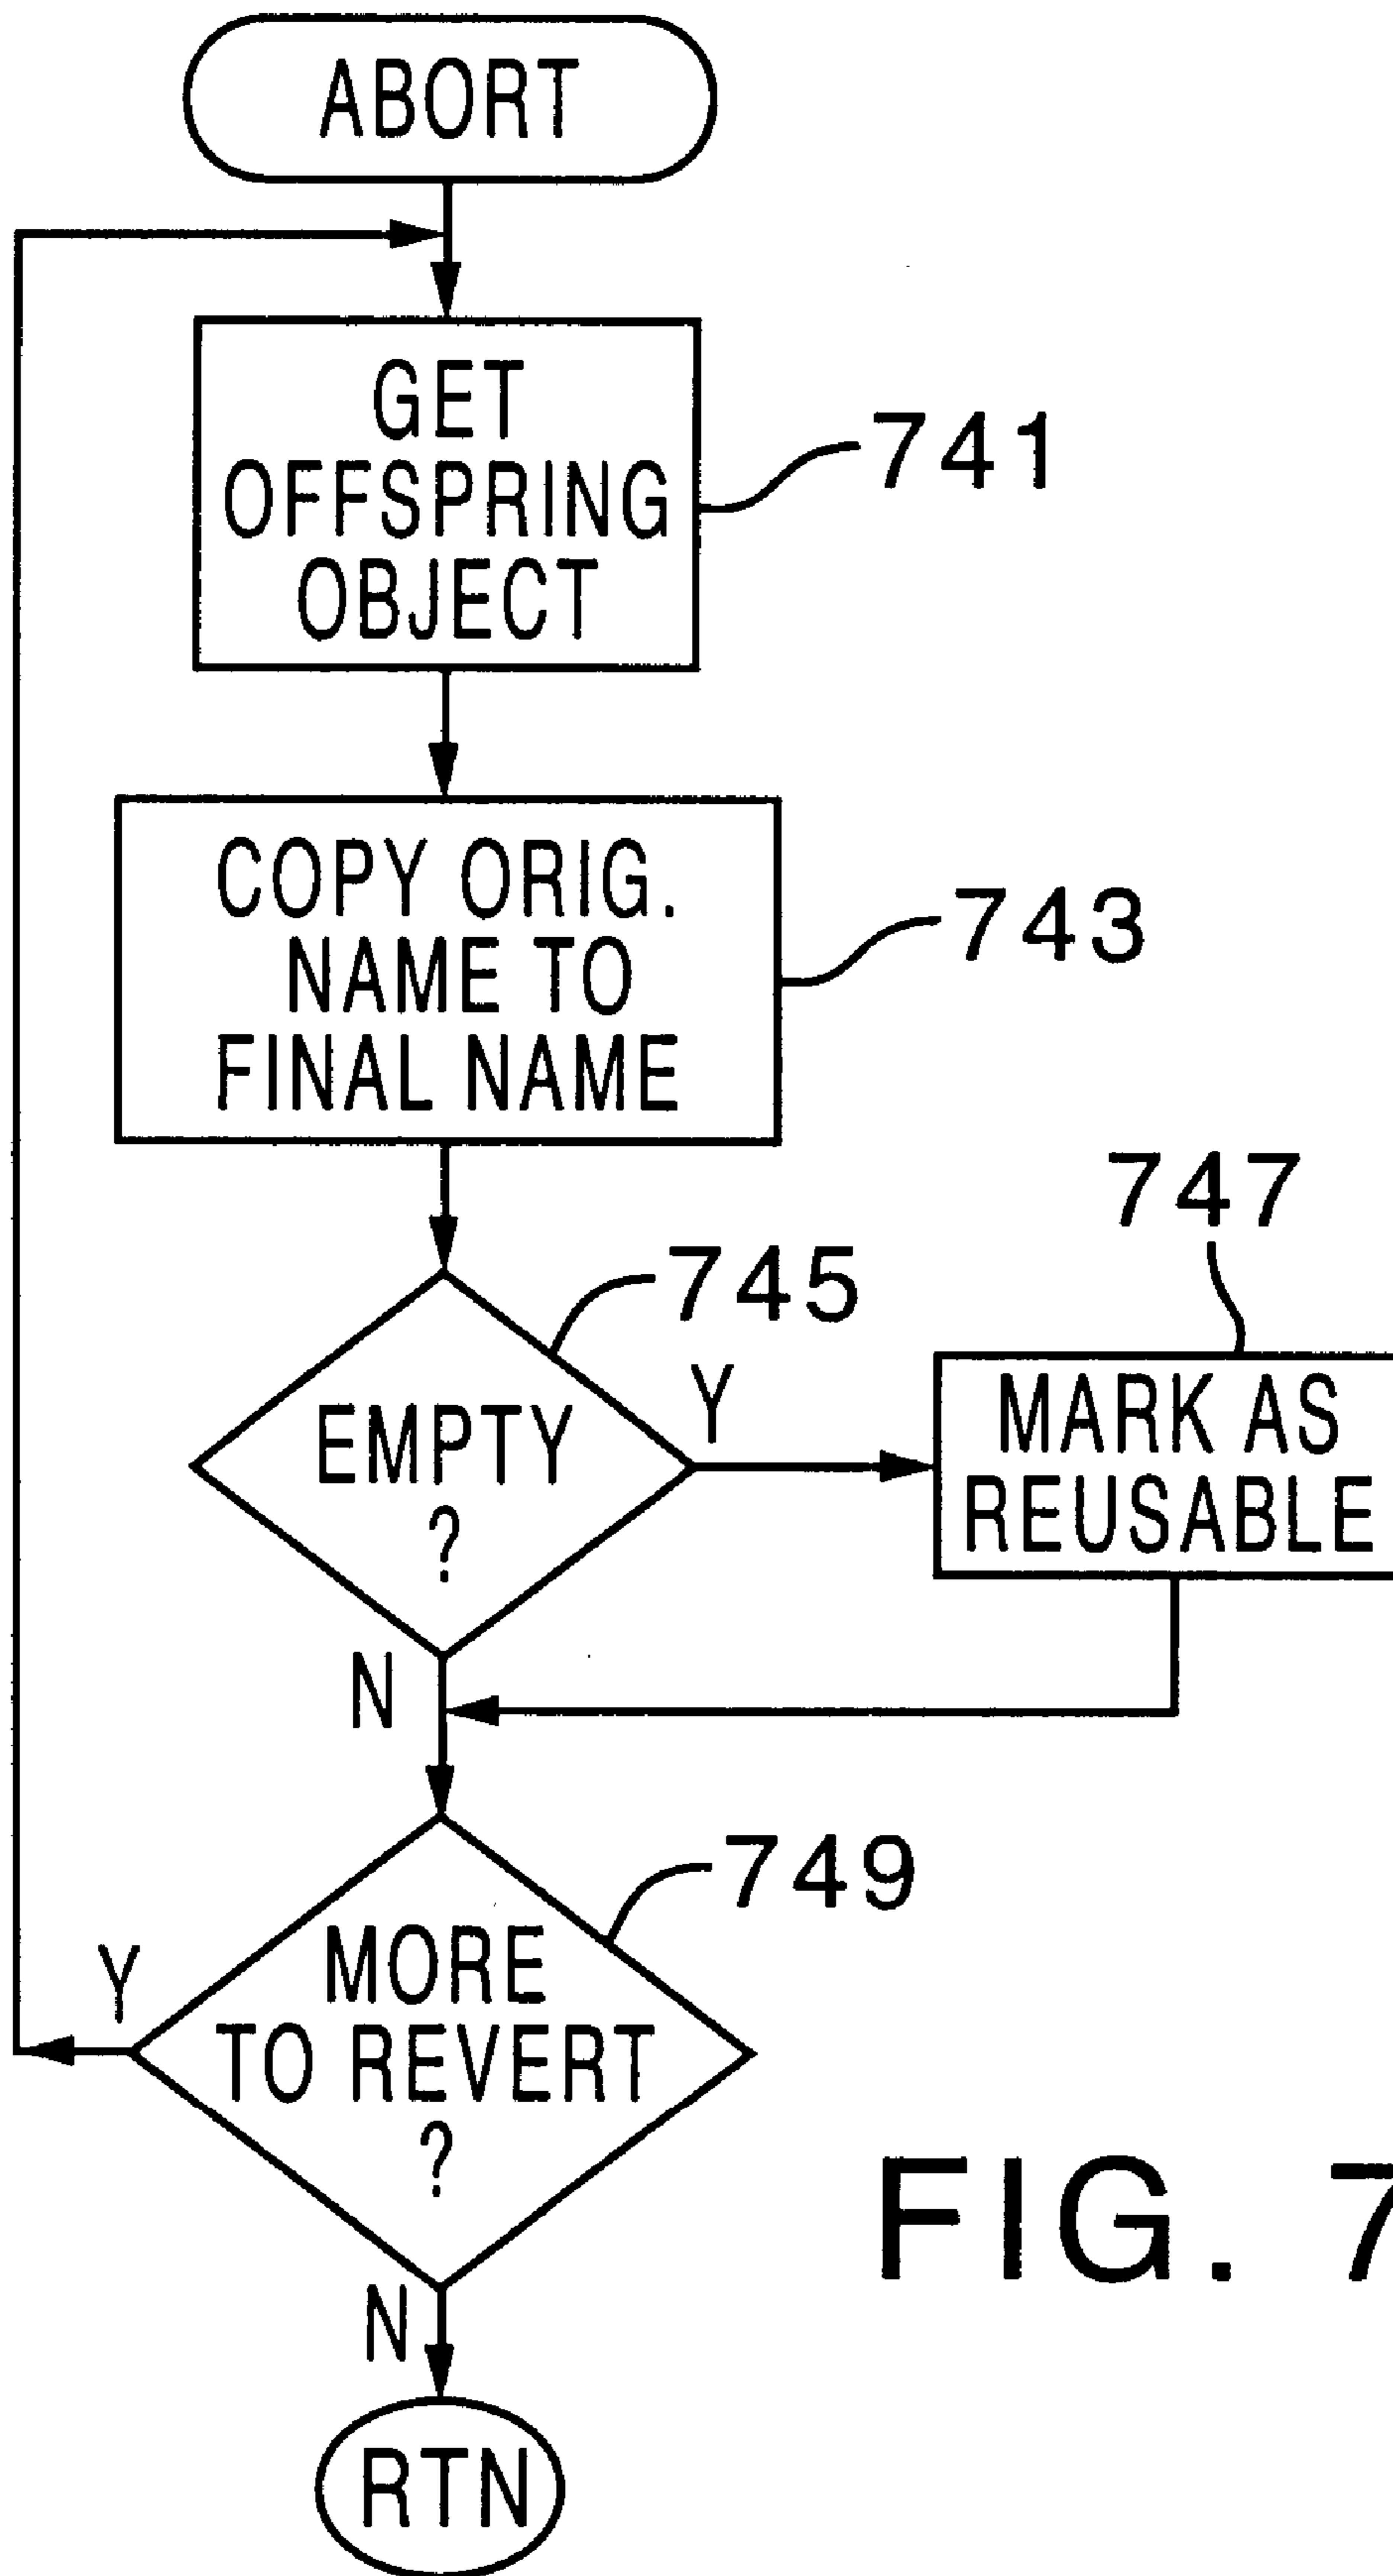 ABORT
GET
OFFSPRING
OBJECT
741
COPY ORIG.
NAME TO
FINAL NAME
743
747
745
EMPTY
?
Y
MARK AS
REUSABLE
N
749
MORE
TO REVERT
?
Y
FIG. 7
N
RTN